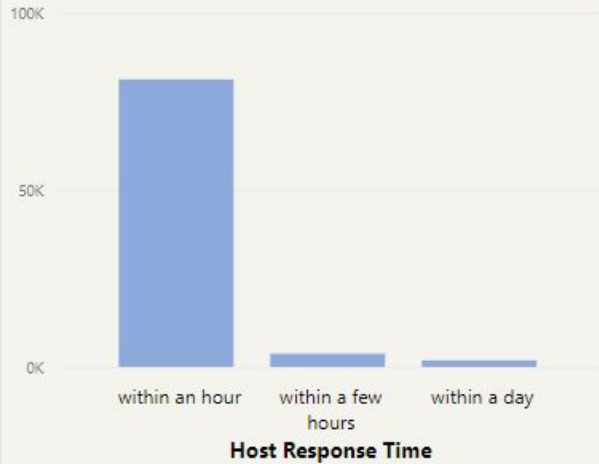 100K
50K
0K
within an hour
within a few
hours
within a day
Host Response Time